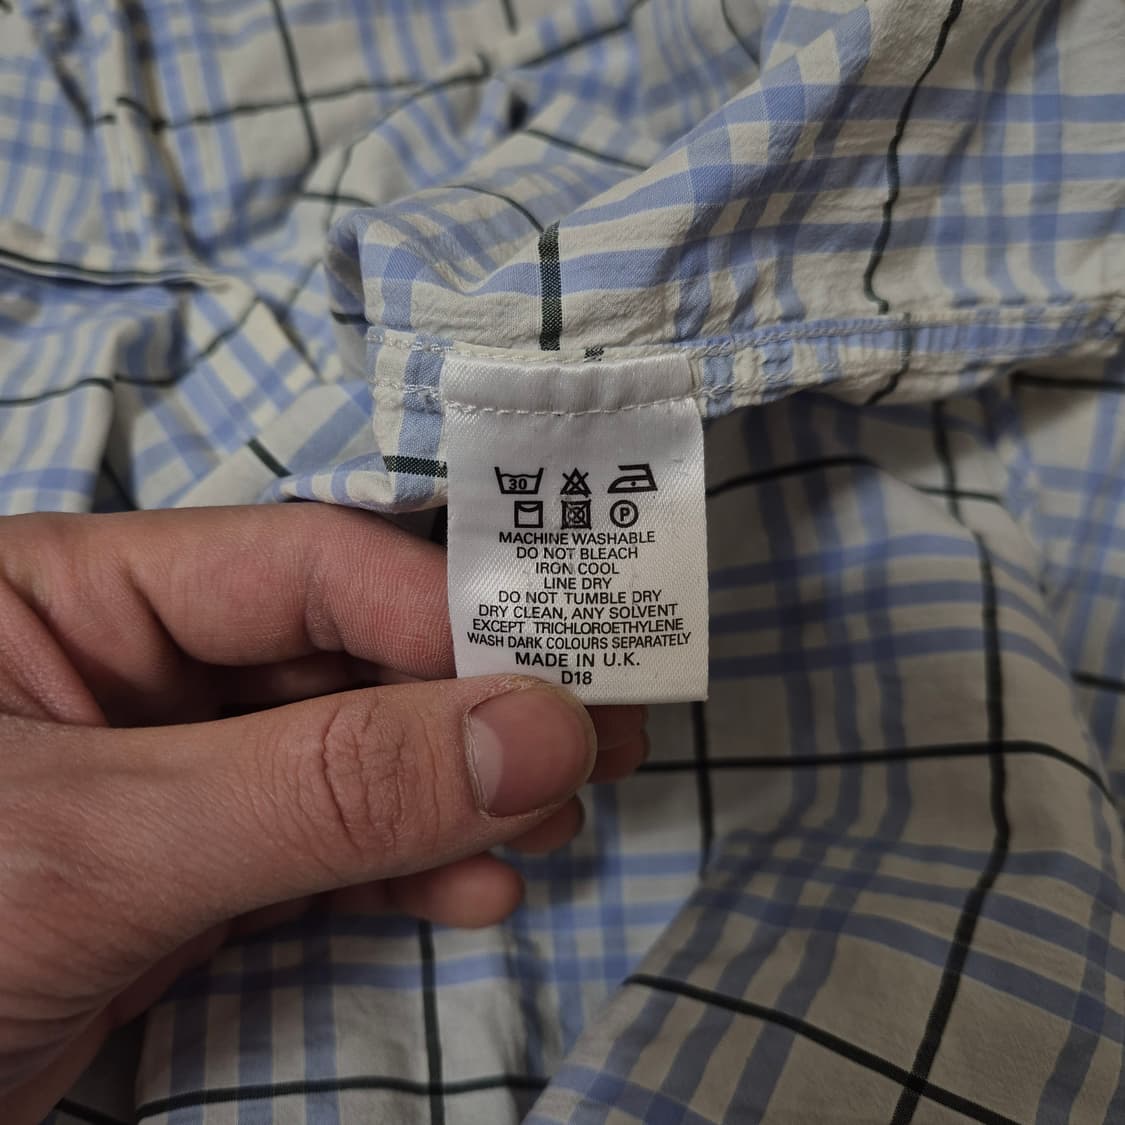 30
P
MACHINE WASHABLE
DO NOT BLEACH
IRON COOL
LINE DRY
DO NOT TUMBLE DRY
DRY CLEAN, ANY SOLVENT
EXCEPT TRICHLOROETHYLENE
WASH DARK COLOURS SEPARATELY
MADE IN U.K.
D18